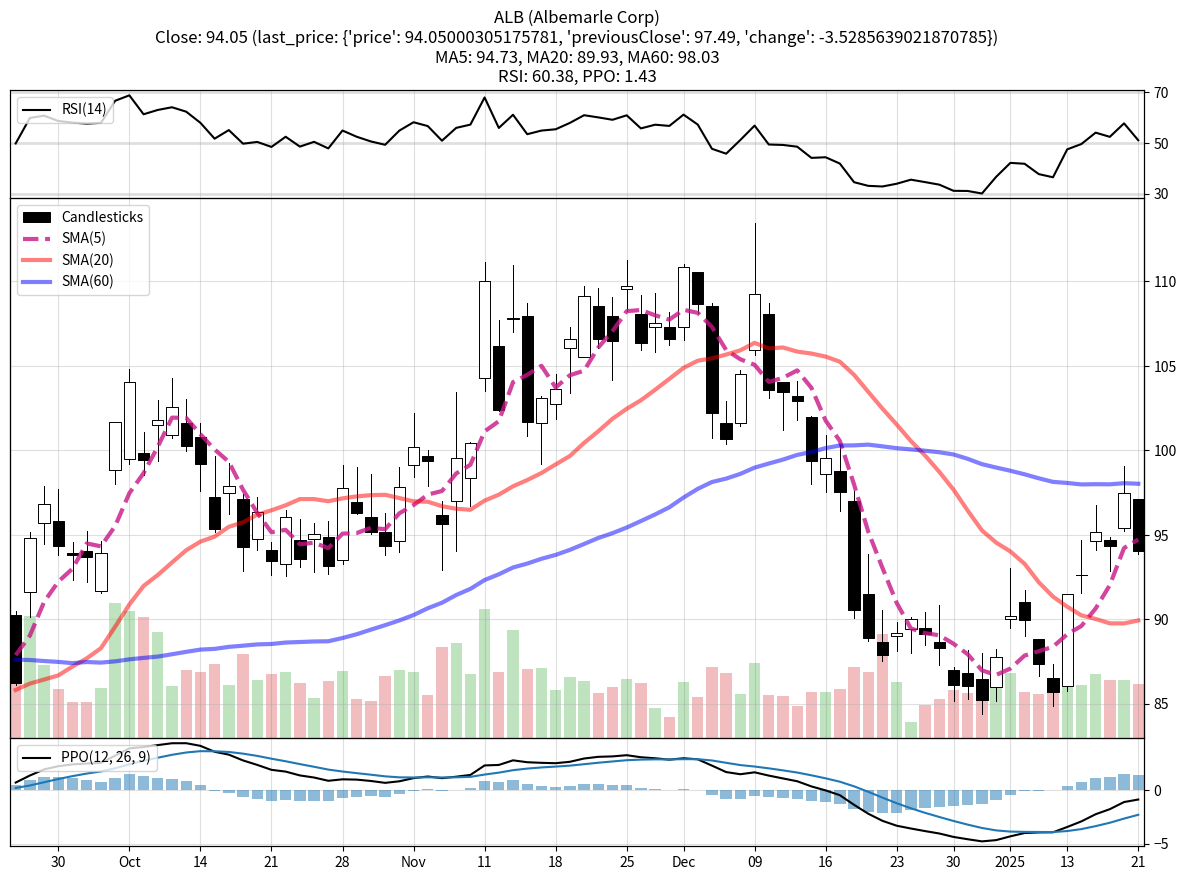 ALB (Albemarle Corp)
Close: 94.05 (last_price: {'price': 94.05000305175781, 'previousClose': 97.49, 'change': -3.5285639021870785})
MA5: 94.73, MA20: 89.93, MA60: 98.03
RSI: 60.38, PPO: 1.43
RSI(14)
70
50
30
Candlesticks
SMA(5)
SMA(20)
SMA(60)
110
105
100
95
90
85
PPO(12, 26, 9)
0
−5
30 Oct 14 21 28 Nov 11 18 25 Dec 09 16 23 30 2025 13 21